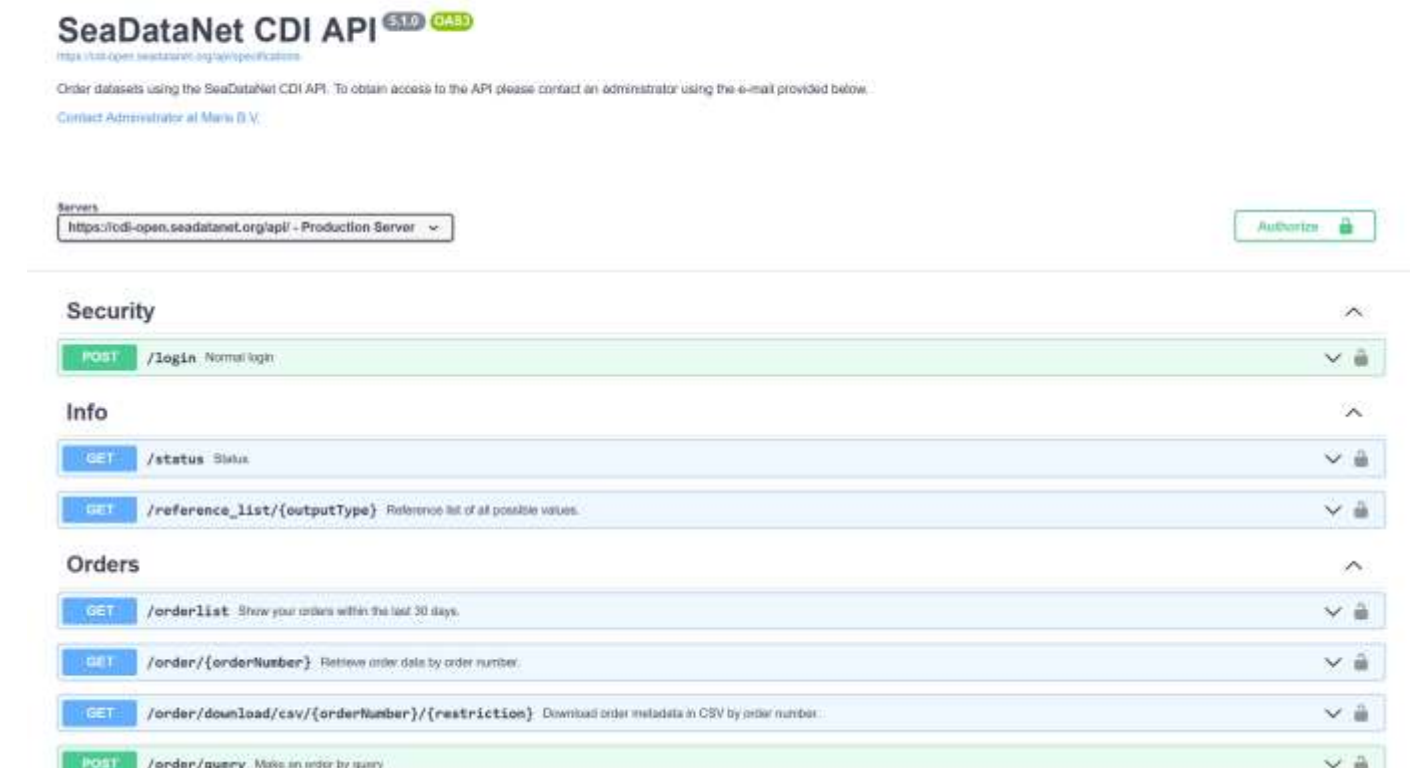 SeaDataNet CDI API 5.1.0 OAS3
https://cdi-open.seadatanet.org/api/specifications
Order datasets using the SeaDataNet CDI API. To obtain access to the API please contact an administrator using the e-mail provided below.
Contact Administrator at Maris B.V.
Servers
https://cdi-open.seadatanet.org/api/ - Production Server
Authorize
Security
POST /login Normal login
Info
GET /status Status
GET /reference_list/{outputType} Reference list of all possible values.
Orders
GET /orderlist Show your orders within the last 30 days.
GET /order/{orderNumber} Retrieve order data by order number.
GET /order/download/csv/{orderNumber}/{restriction} Download order metadata in CSV by order number.
POST /order/query Make an order by query